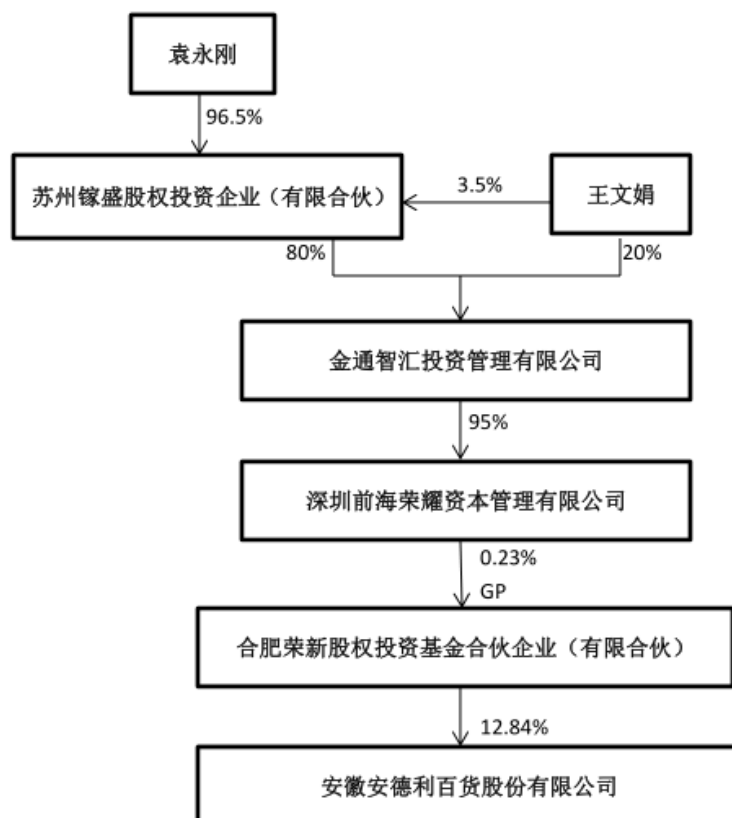 袁永刚
96.5%
苏州镓盛股权投资企业（有限合伙）
3.5%
王文娟
80%
20%
金通智汇投资管理有限公司
95%
深圳前海荣耀资本管理有限公司
0.23%
GP
合肥荣新股权投资基金合伙企业（有限合伙）
12.84%
安徽安德利百货股份有限公司